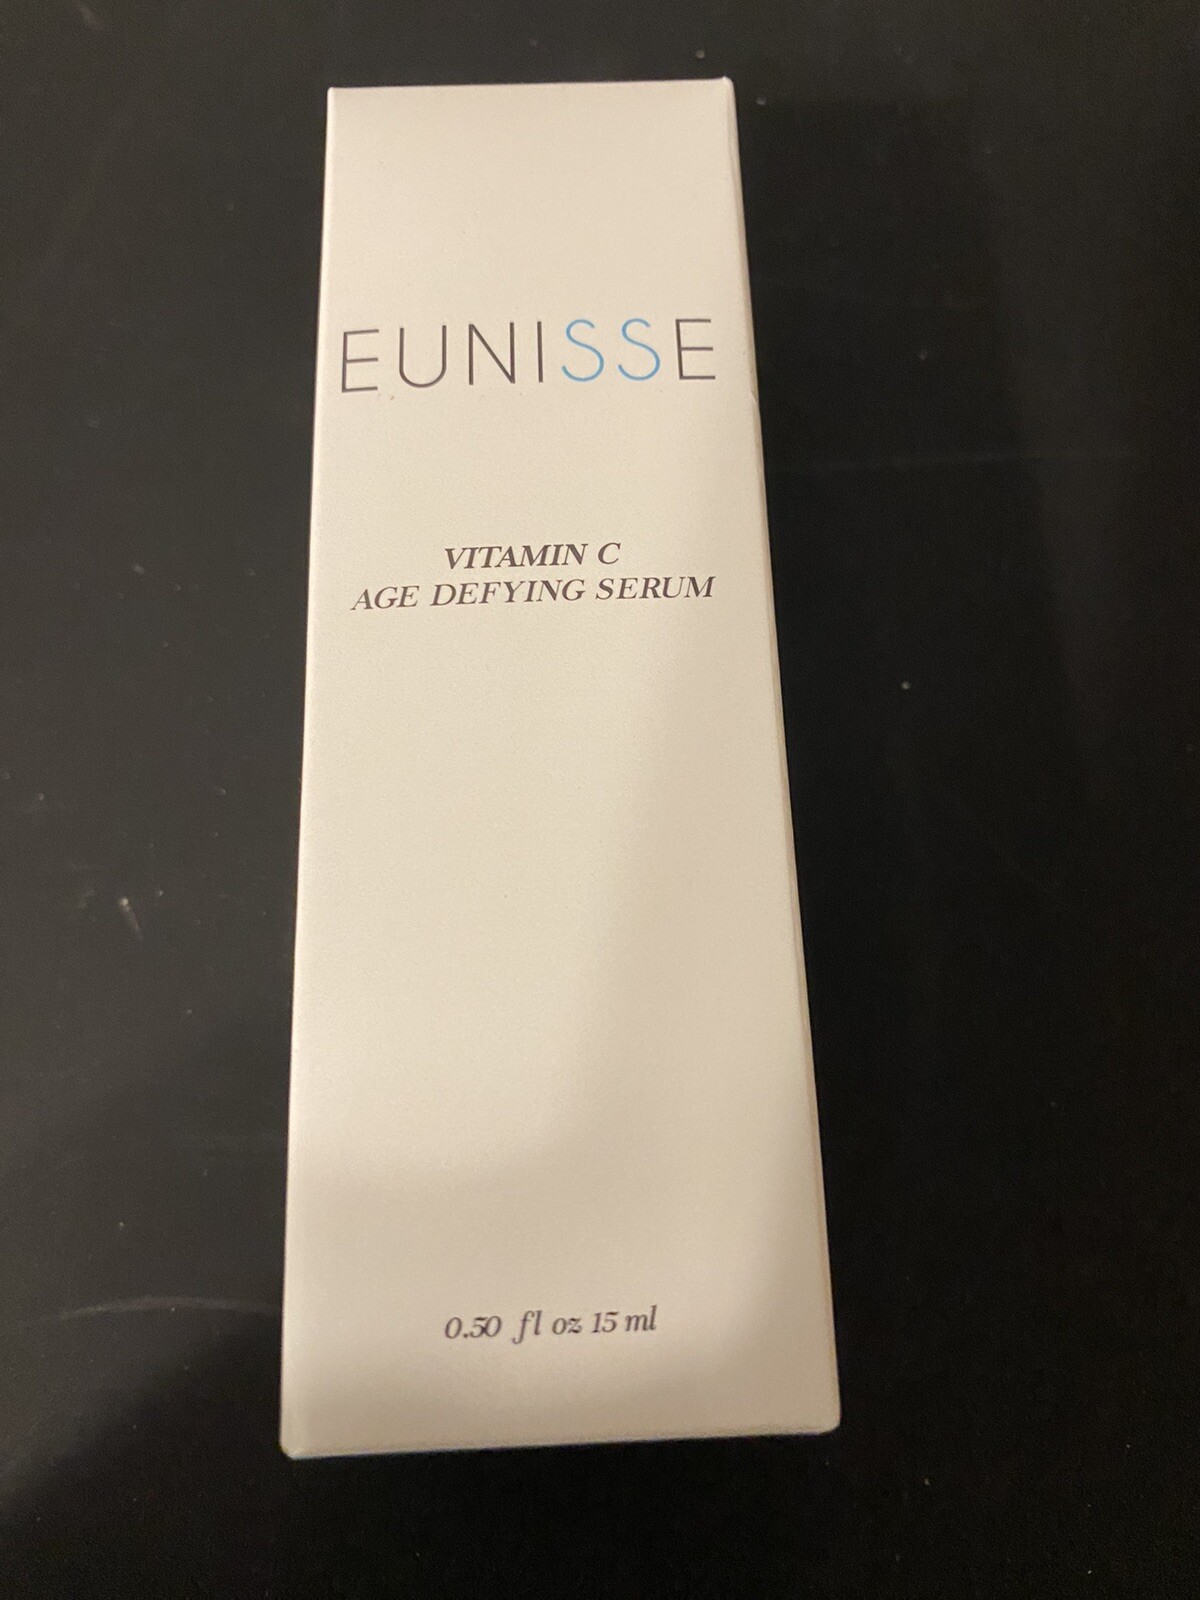 EUNISSE
VITAMIN C
AGE DEFYING SERUM
0.50 fl oz 15 ml